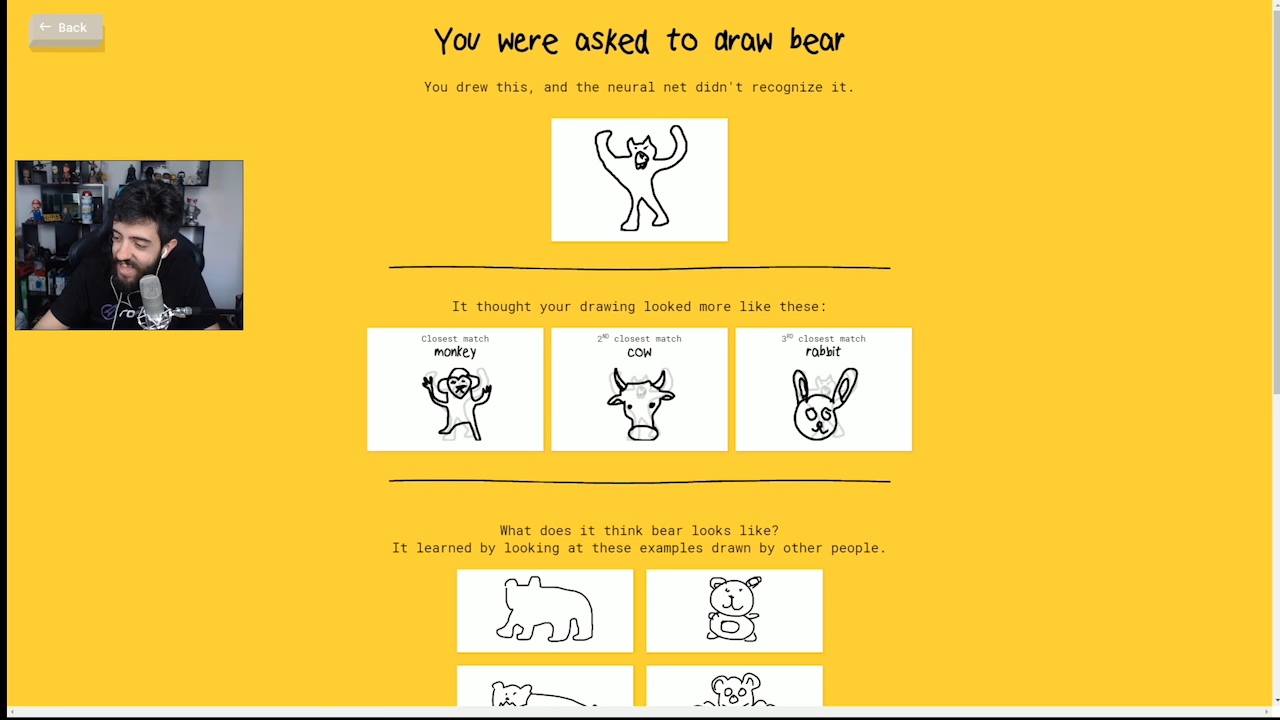 ← Back
You were asked to draw bear
You drew this, and the neural net didn't recognize it.
It thought your drawing looked more like these:
Closest match
monkey
2ND closest match
cow
3RD closest match
rabbit
What does it think bear looks like?
It learned by looking at these examples drawn by other people.